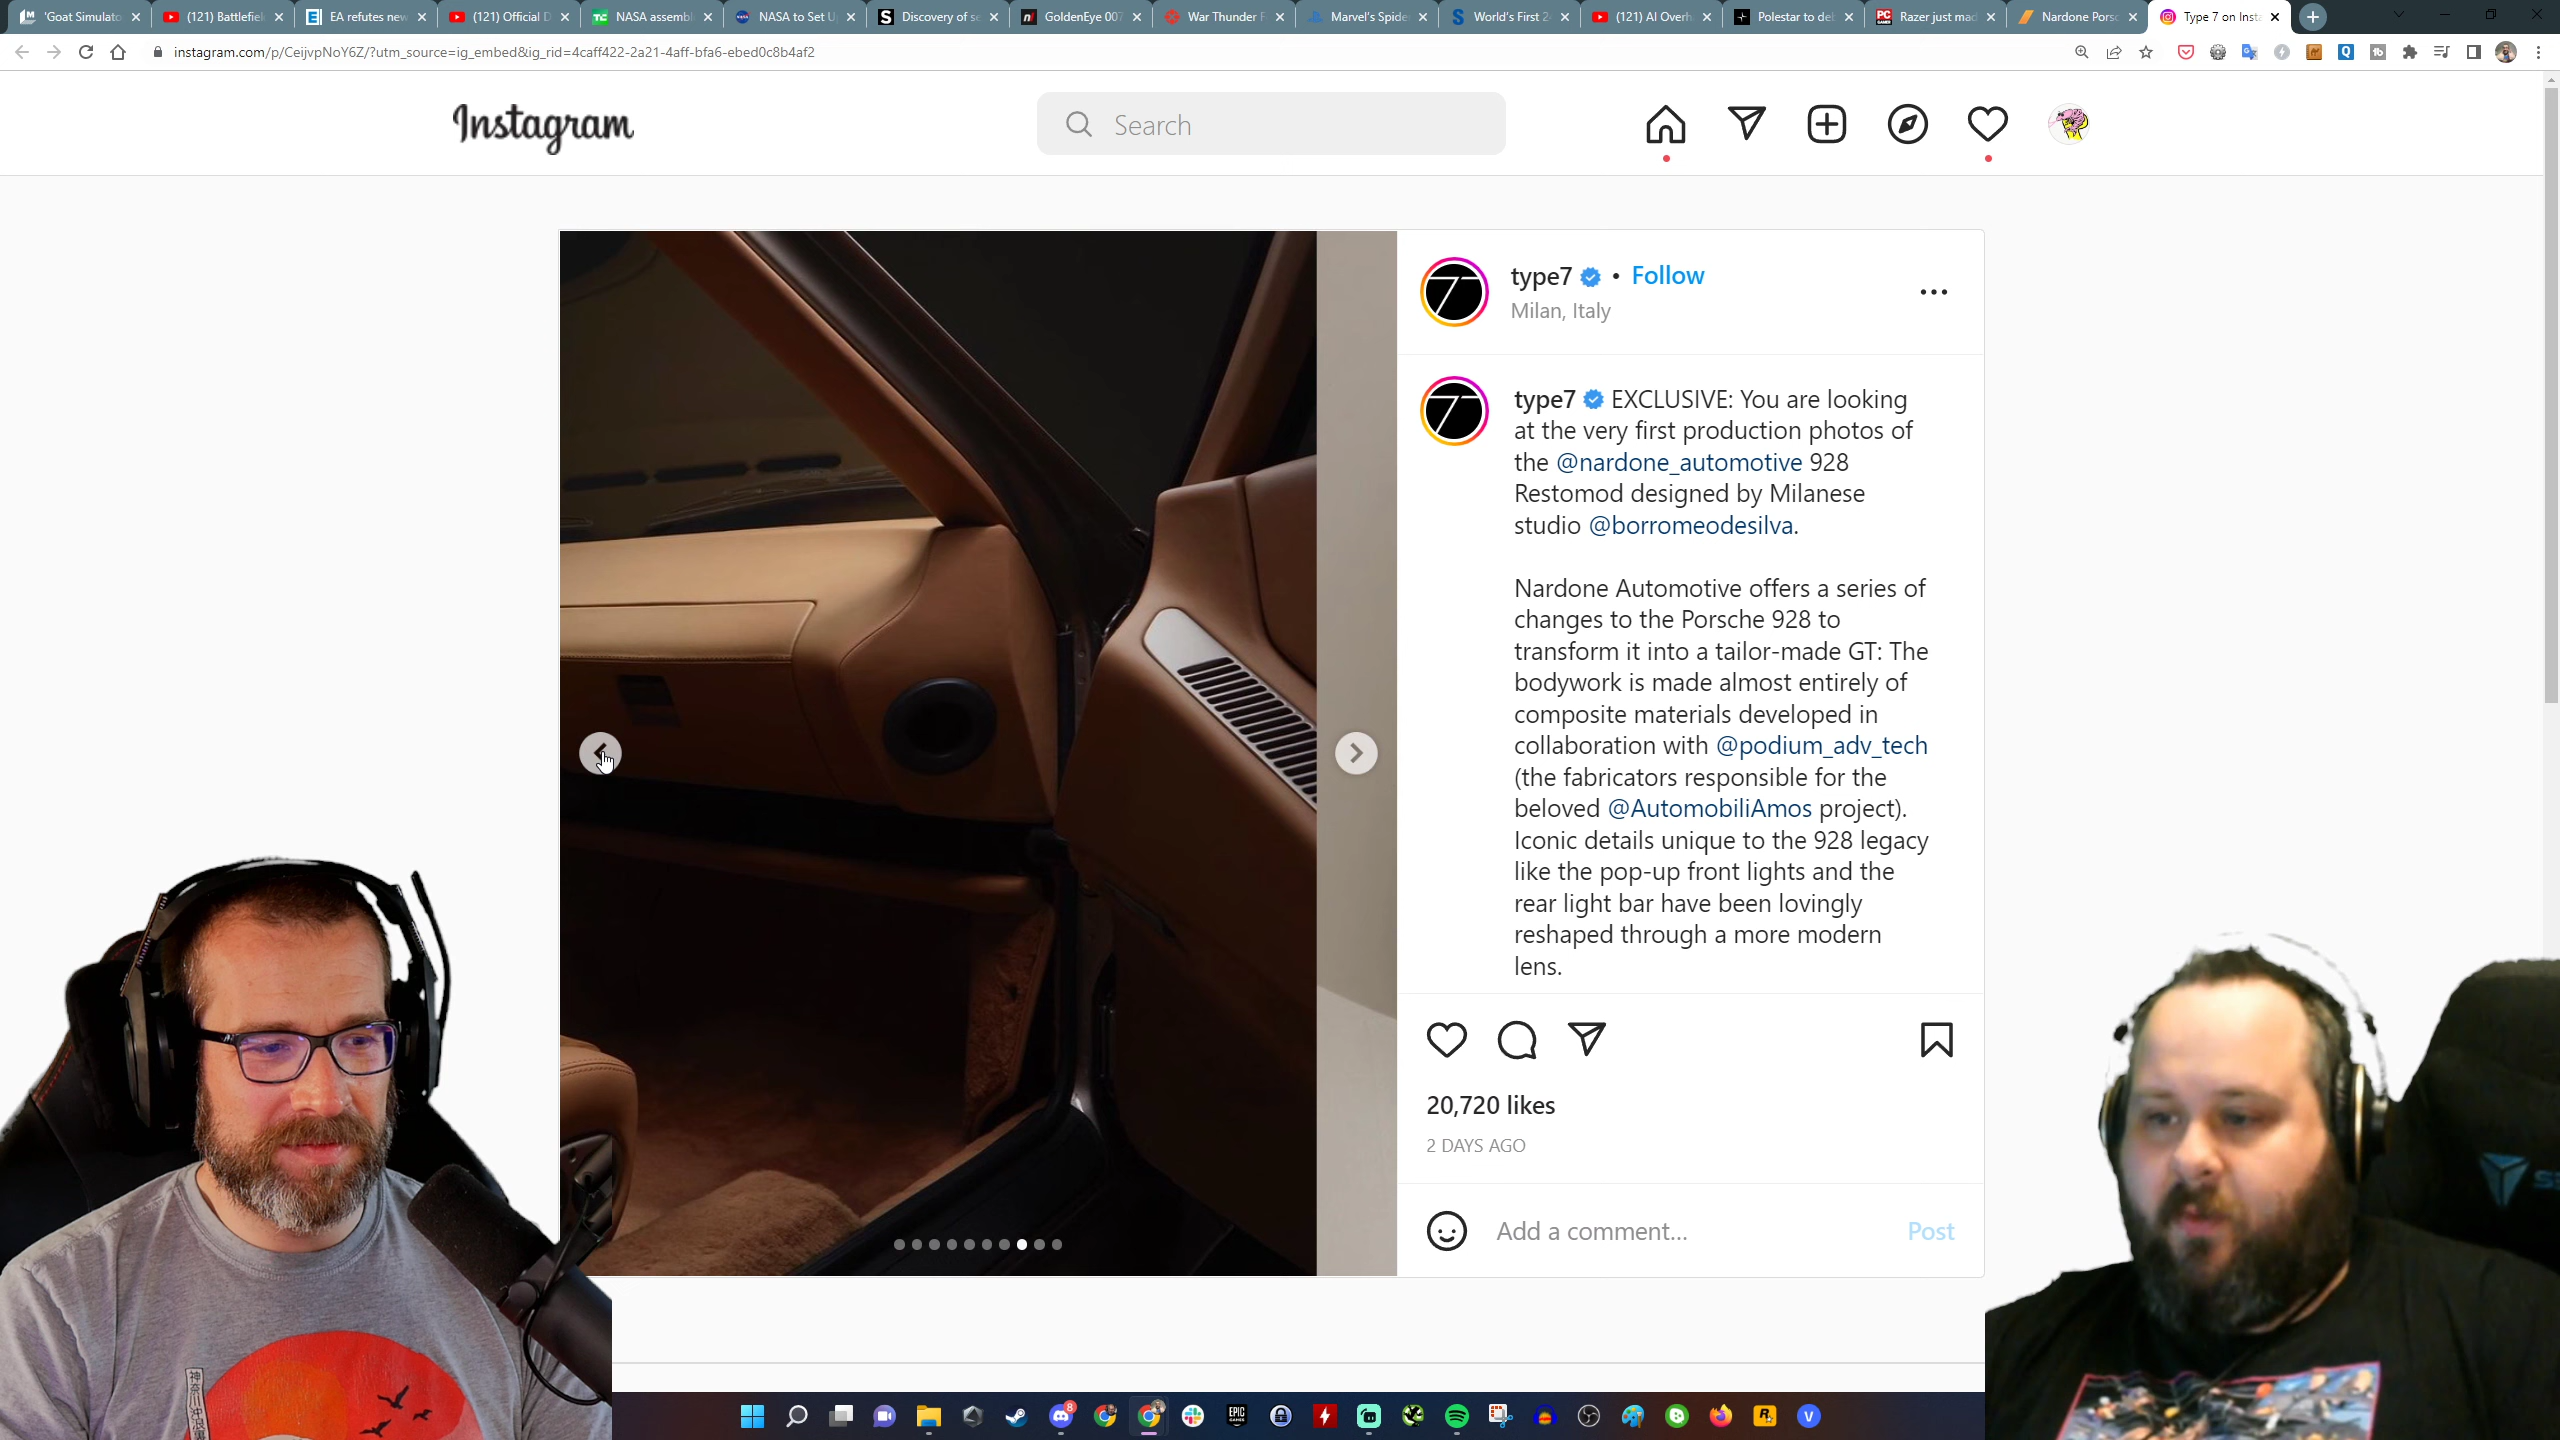 'Goat Simulato
(121) Battlefiel
EA refutes new
(121) Official D
NASA assembl
NASA to Set U
Discovery of se
GoldenEye 007
War Thunder F
Marvel's Spide
World's First 2
(121) AI Overh
Polestar to de
Razer just mad
Nardone Pors
Type 7 on Inst
instagram.com/p/CeijvpNoY6Z/?utm_source=ig_embed&ig_rid=4caff422-2a21-4aff-bfa6-ebed0c8b4af2
Instagram
Search
type7 • Follow
Milan, Italy
type7 EXCLUSIVE: You are looking
at the very first production photos of
the @nardone_automotive 928
Restomod designed by Milanese
studio @borromeodesilva.
Nardone Automotive offers a series of
changes to the Porsche 928 to
transform it into a tailor-made GT: The
bodywork is made almost entirely of
composite materials developed in
collaboration with @podium_adv_tech
(the fabricators responsible for the
beloved @AutomobiliAmos project).
Iconic details unique to the 928 legacy
like the pop-up front lights and the
rear light bar have been lovingly
reshaped through a more modern
lens.
20,720 likes
2 DAYS AGO
Add a comment...
Post